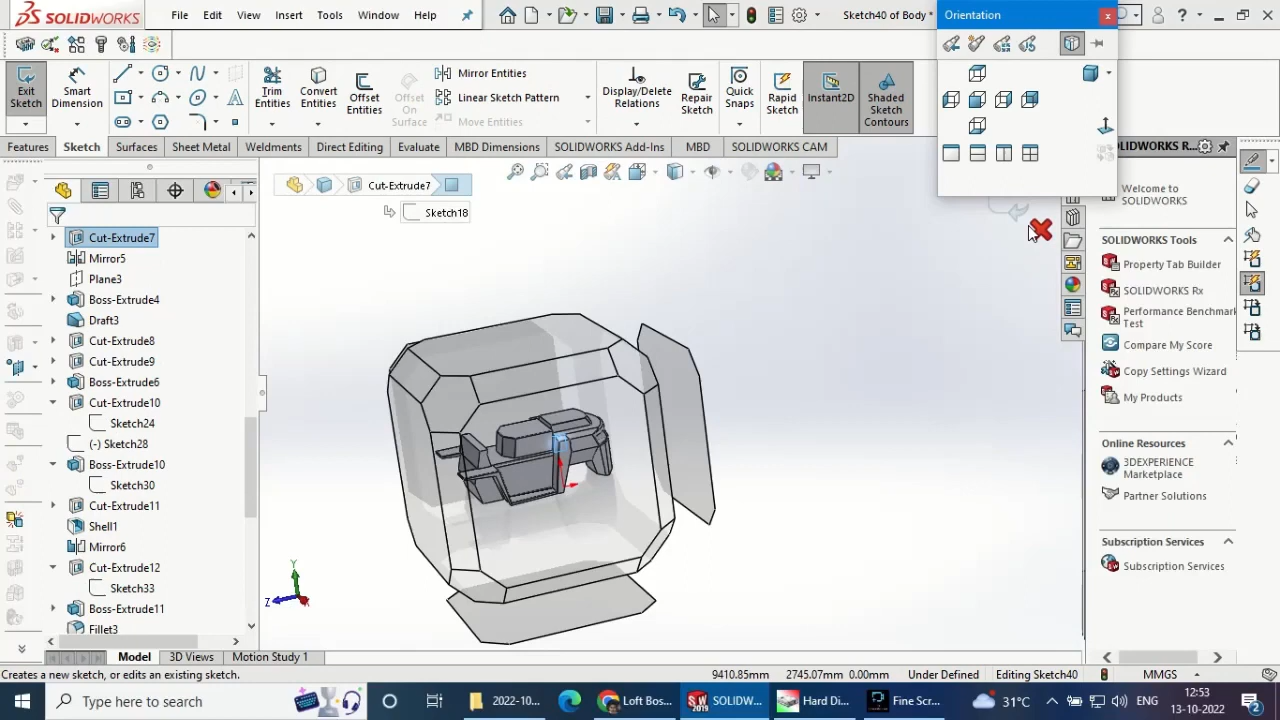 SOLIDWORKS File Edit View Insert Tools Window Help Sketch40 of Body *
Orientation
Exit Sketch
Smart Dimension
Trim Entities
Convert Entities
Offset Entities
Offset On Surface
Mirror Entities
Linear Sketch Pattern
Move Entities
Display/Delete Relations
Repair Sketch
Quick Snaps
Rapid Sketch
Instant2D
Shaded Sketch Contours
Features Sketch Surfaces Sheet Metal Weldments Direct Editing Evaluate MBD Dimensions SOLIDWORKS Add-Ins MBD SOLIDWORKS CAM
Cut-Extrude7
Sketch18
Cut-Extrude7
Mirror5
Plane3
Boss-Extrude4
Draft3
Cut-Extrude8
Cut-Extrude9
Boss-Extrude6
Cut-Extrude10
Sketch24
(-) Sketch28
Boss-Extrude10
Sketch30
Cut-Extrude11
Shell1
Mirror6
Cut-Extrude12
Sketch33
Boss-Extrude11
Fillet3
Y
Z
OLIDWORKS R...
Welcome to
SOLIDWORKS
SOLIDWORKS Tools
Property Tab Builder
SOLIDWORKS Rx
Performance Benchmark
Test
Compare My Score
Copy Settings Wizard
My Products
Online Resources
3DEXPERIENCE
Marketplace
Partner Solutions
Subscription Services
Subscription Services
Model 3D Views Motion Study 1
Creates a new sketch, or edits an existing sketch. 9410.85mm 2745.07mm 0.00mm Under Defined Editing Sketch40 MMGS
Type here to search 2022-10... Loft Bos... SOLIDW... Hard Di... Fine Scr... 31°C ENG 12:53
13-10-2022